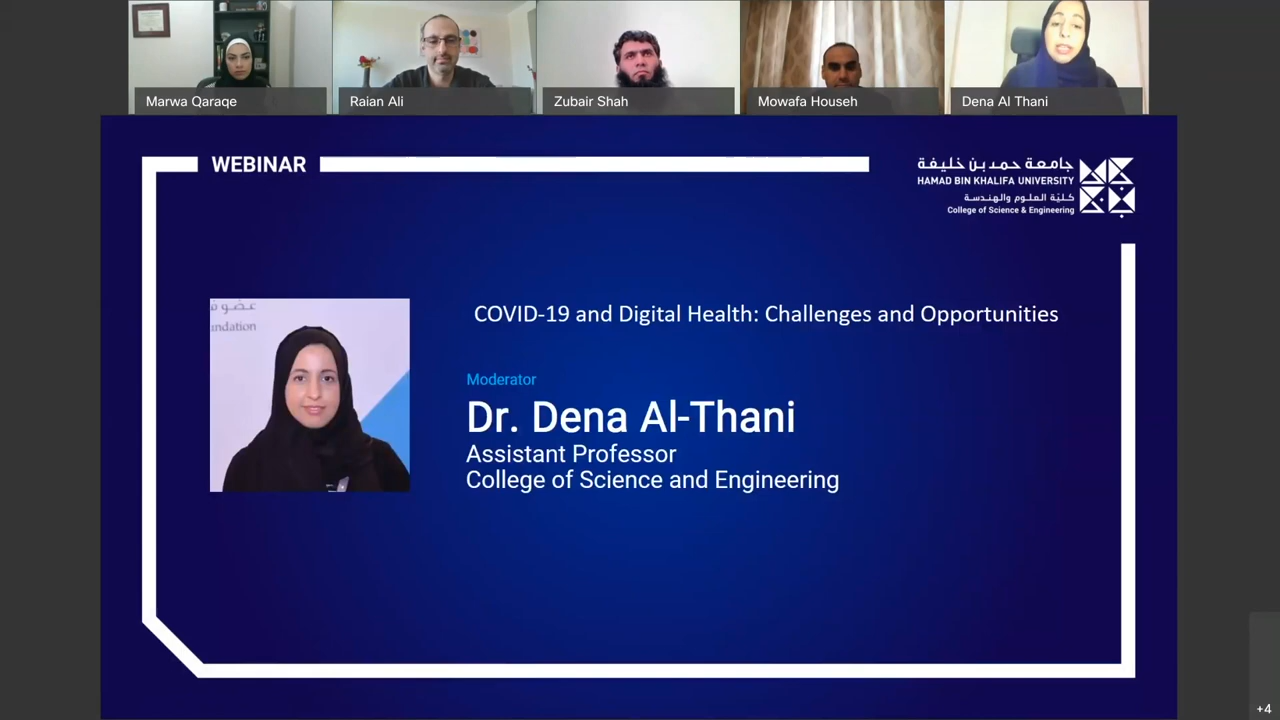 Marwa Qaraqe
Raian Ali
Zubair Shah
Mowafa Househ
Dena Al Thani
WEBINAR
جامعة حمد بن خليفة
HAMAD BIN KHALIFA UNIVERSITY
كلية العلوم والهندسة
College of Science & Engineering
عضو
undation
COVID-19 and Digital Health: Challenges and Opportunities
Moderator
Dr. Dena Al-Thani
Assistant Professor
College of Science and Engineering
+4